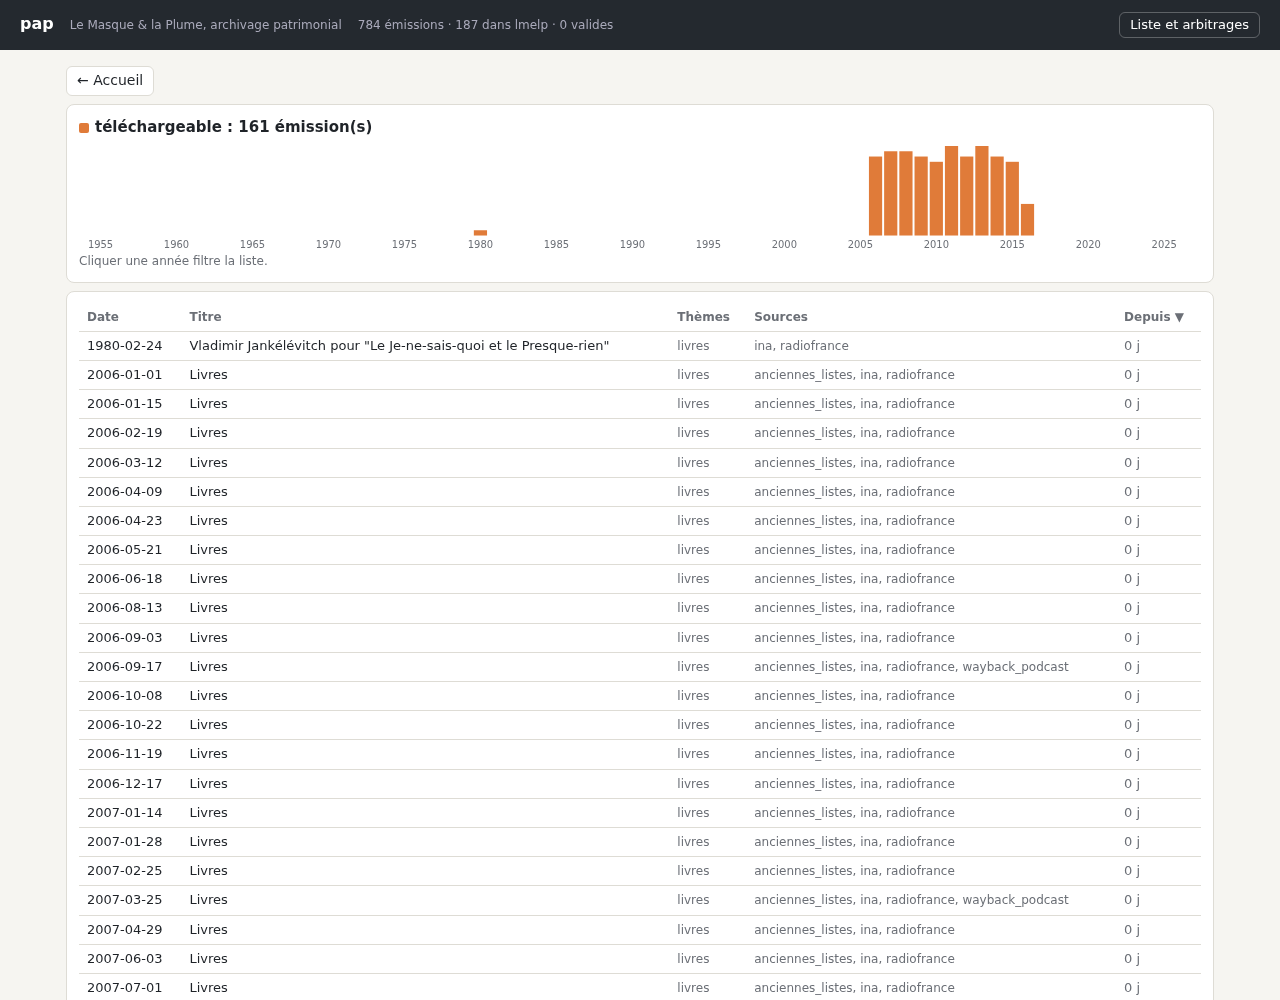 pap Le Masque & la Plume, archivage patrimonial 784 émissions · 187 dans lmelp · 0 valides Liste et arbitrages
← Accueil
téléchargeable : 161 émission(s)
1955 1960 1965 1970 1975 1980 1985 1990 1995 2000 2005 2010 2015 2020 2025
Cliquer une année filtre la liste.
Date Titre Thèmes Sources Depuis ▼
1980-02-24 Vladimir Jankélévitch pour "Le Je-ne-sais-quoi et le Presque-rien" livres ina, radiofrance 0 j
2006-01-01 Livres livres anciennes_listes, ina, radiofrance 0 j
2006-01-15 Livres livres anciennes_listes, ina, radiofrance 0 j
2006-02-19 Livres livres anciennes_listes, ina, radiofrance 0 j
2006-03-12 Livres livres anciennes_listes, ina, radiofrance 0 j
2006-04-09 Livres livres anciennes_listes, ina, radiofrance 0 j
2006-04-23 Livres livres anciennes_listes, ina, radiofrance 0 j
2006-05-21 Livres livres anciennes_listes, ina, radiofrance 0 j
2006-06-18 Livres livres anciennes_listes, ina, radiofrance 0 j
2006-08-13 Livres livres anciennes_listes, ina, radiofrance 0 j
2006-09-03 Livres livres anciennes_listes, ina, radiofrance 0 j
2006-09-17 Livres livres anciennes_listes, ina, radiofrance, wayback_podcast 0 j
2006-10-08 Livres livres anciennes_listes, ina, radiofrance 0 j
2006-10-22 Livres livres anciennes_listes, ina, radiofrance 0 j
2006-11-19 Livres livres anciennes_listes, ina, radiofrance 0 j
2006-12-17 Livres livres anciennes_listes, ina, radiofrance 0 j
2007-01-14 Livres livres anciennes_listes, ina, radiofrance 0 j
2007-01-28 Livres livres anciennes_listes, ina, radiofrance 0 j
2007-02-25 Livres livres anciennes_listes, ina, radiofrance 0 j
2007-03-25 Livres livres anciennes_listes, ina, radiofrance, wayback_podcast 0 j
2007-04-29 Livres livres anciennes_listes, ina, radiofrance 0 j
2007-06-03 Livres livres anciennes_listes, ina, radiofrance 0 j
2007-07-01 Livres livres anciennes_listes, ina, radiofrance 0 j